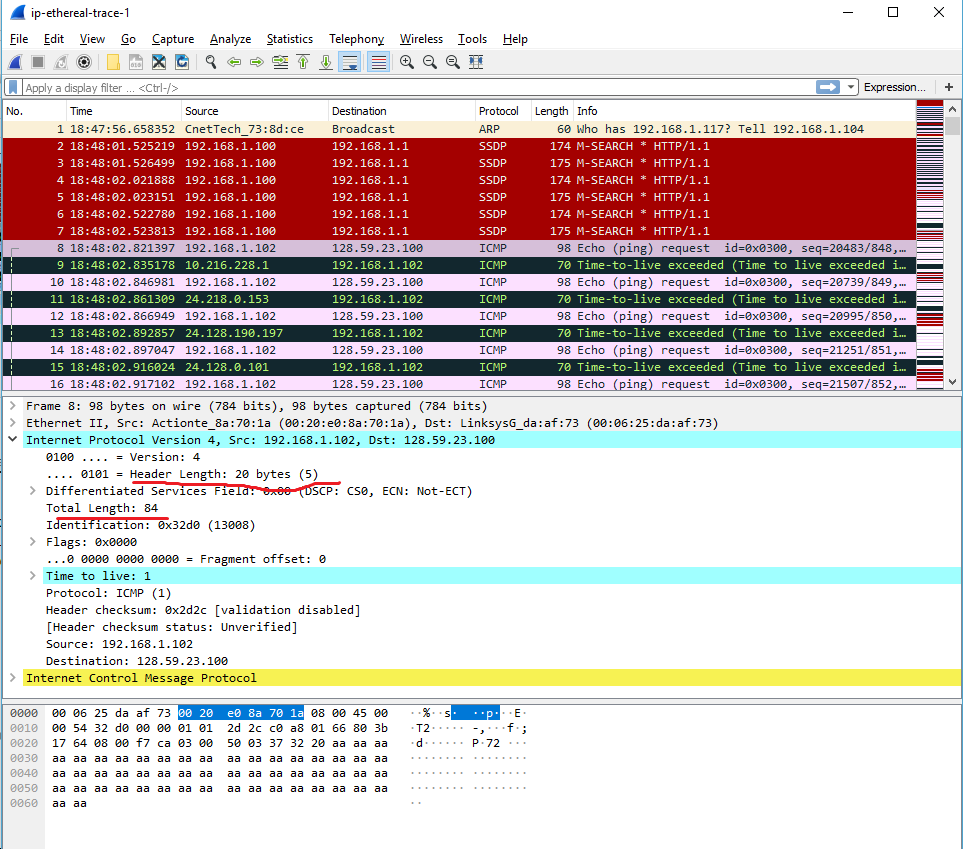 ip-ethereal-trace-1
File Edit View Go Capture Analyze Statistics Telephony Wireless Tools Help
Apply a display filter ... <Ctrl-/> Expression... +
No. Time Source Destination Protocol Length Info
1 18:47:56.658352 CnetTech_73:8d:ce Broadcast ARP 60 Who has 192.168.1.117? Tell 192.168.1.104
2 18:48:01.525219 192.168.1.100 192.168.1.1 SSDP 174 M-SEARCH * HTTP/1.1
3 18:48:01.526499 192.168.1.100 192.168.1.1 SSDP 175 M-SEARCH * HTTP/1.1
4 18:48:02.021888 192.168.1.100 192.168.1.1 SSDP 174 M-SEARCH * HTTP/1.1
5 18:48:02.023151 192.168.1.100 192.168.1.1 SSDP 175 M-SEARCH * HTTP/1.1
6 18:48:02.522780 192.168.1.100 192.168.1.1 SSDP 174 M-SEARCH * HTTP/1.1
7 18:48:02.523813 192.168.1.100 192.168.1.1 SSDP 175 M-SEARCH * HTTP/1.1
8 18:48:02.821397 192.168.1.102 128.59.23.100 ICMP 98 Echo (ping) request id=0x0300, seq=20483/848,…
9 18:48:02.835178 10.216.228.1 192.168.1.102 ICMP 70 Time-to-live exceeded (Time to live exceeded i…
10 18:48:02.846981 192.168.1.102 128.59.23.100 ICMP 98 Echo (ping) request id=0x0300, seq=20739/849,…
11 18:48:02.861309 24.218.0.153 192.168.1.102 ICMP 70 Time-to-live exceeded (Time to live exceeded i…
12 18:48:02.866949 192.168.1.102 128.59.23.100 ICMP 98 Echo (ping) request id=0x0300, seq=20995/850,…
13 18:48:02.892857 24.128.190.197 192.168.1.102 ICMP 70 Time-to-live exceeded (Time to live exceeded i…
14 18:48:02.897047 192.168.1.102 128.59.23.100 ICMP 98 Echo (ping) request id=0x0300, seq=21251/851,…
15 18:48:02.916024 24.128.0.101 192.168.1.102 ICMP 70 Time-to-live exceeded (Time to live exceeded i…
16 18:48:02.917102 192.168.1.102 128.59.23.100 ICMP 98 Echo (ping) request id=0x0300, seq=21507/852,…
Frame 8: 98 bytes on wire (784 bits), 98 bytes captured (784 bits)
Ethernet II, Src: Actionte_8a:70:1a (00:20:e0:8a:70:1a), Dst: LinksysG_da:af:73 (00:06:25:da:af:73)
Internet Protocol Version 4, Src: 192.168.1.102, Dst: 128.59.23.100
0100 .... = Version: 4
.... 0101 = Header Length: 20 bytes (5)
Differentiated Services Field: 0x00 (DSCP: CS0, ECN: Not-ECT)
Total Length: 84
Identification: 0x32d0 (13008)
Flags: 0x0000
...0 0000 0000 0000 = Fragment offset: 0
Time to live: 1
Protocol: ICMP (1)
Header checksum: 0x2d2c [validation disabled]
[Header checksum status: Unverified]
Source: 192.168.1.102
Destination: 128.59.23.100
Internet Control Message Protocol
0000 00 06 25 da af 73 00 20 e0 8a 70 1a 08 00 45 00 ··%··s· ··p···E·
0010 00 54 32 d0 00 00 01 01 2d 2c c0 a8 01 66 80 3b ·T2····· -,···f·;
0020 17 64 08 00 f7 ca 03 00 50 03 37 32 20 aa aa aa ·d······ P·72 ···
0030 aa aa aa aa aa aa aa aa aa aa aa aa aa aa aa aa ········ ········
0040 aa aa aa aa aa aa aa aa aa aa aa aa aa aa aa aa ········ ········
0050 aa aa aa aa aa aa aa aa aa aa aa aa aa aa aa aa ········ ········
0060 aa aa ··